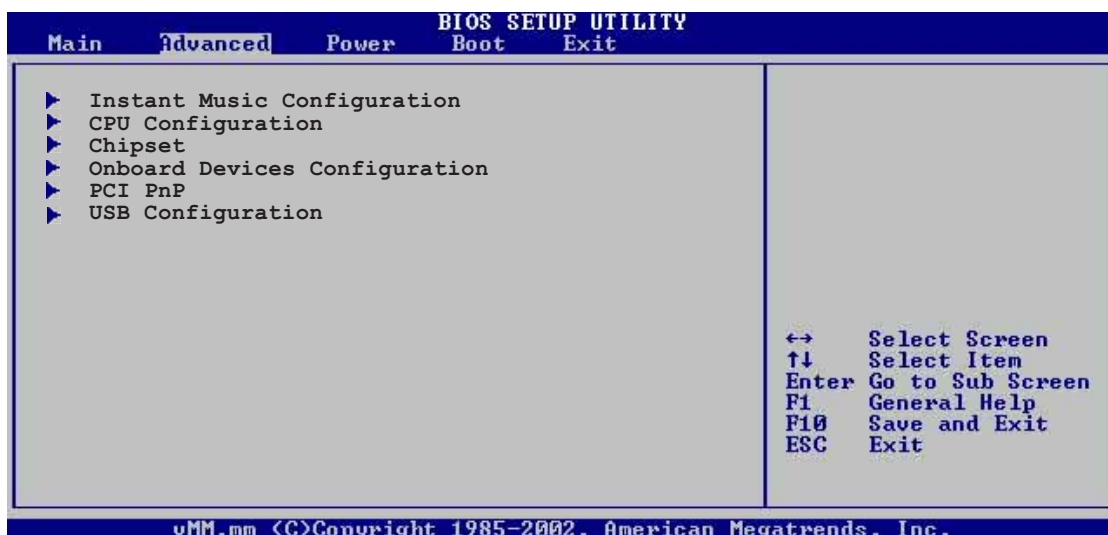 BIOS SETUP UTILITY
Main Advanced Power Boot Exit
Instant Music Configuration
CPU Configuration
Chipset
Onboard Devices Configuration
PCI PnP
USB Configuration
↔ Select Screen
↑↓ Select Item
Enter Go to Sub Screen
F1 General Help
F10 Save and Exit
ESC Exit
vMM.mm (C)Copyright 1985-2002, American Megatrends, Inc.